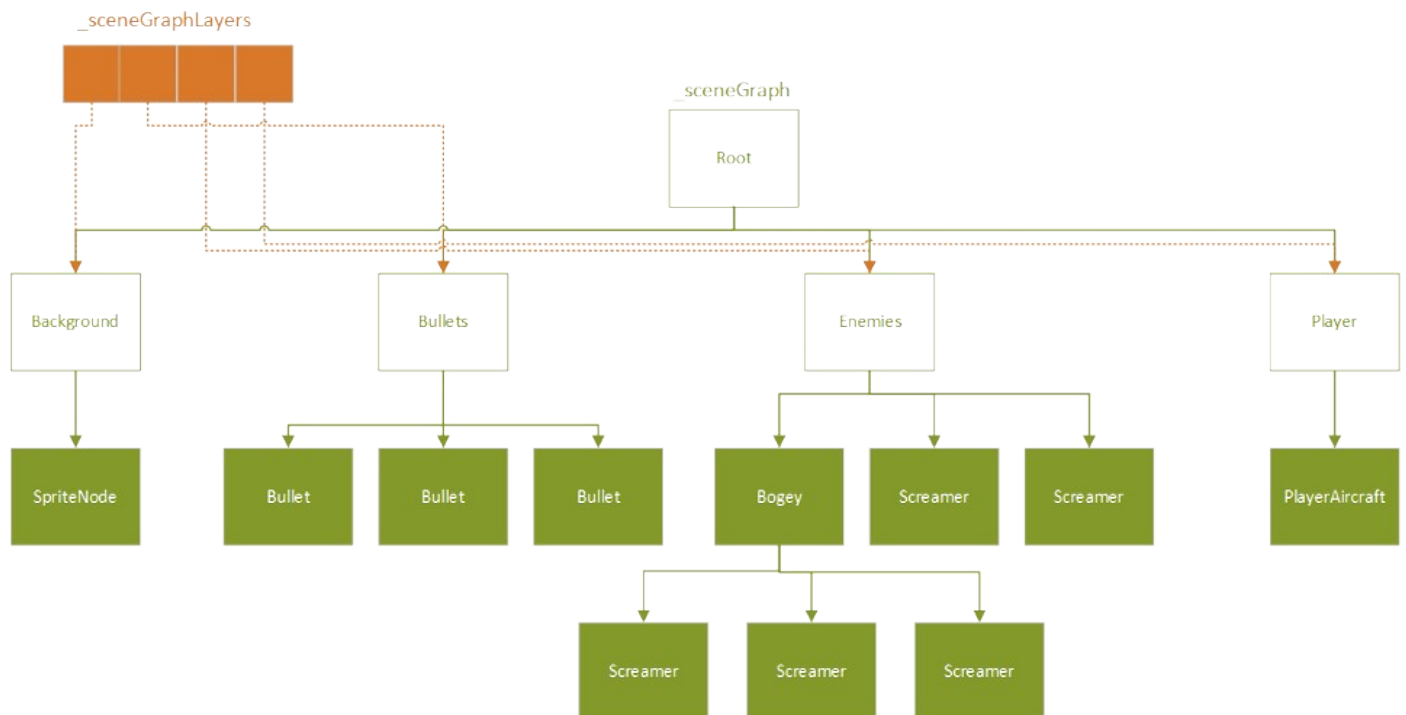 _sceneGraphLayers
_sceneGraph
Root
Background
Bullets
Enemies
Player
SpriteNode
Bullet
Bullet
Bullet
Bogey
Screamer
Screamer
PlayerAircraft
Screamer
Screamer
Screamer